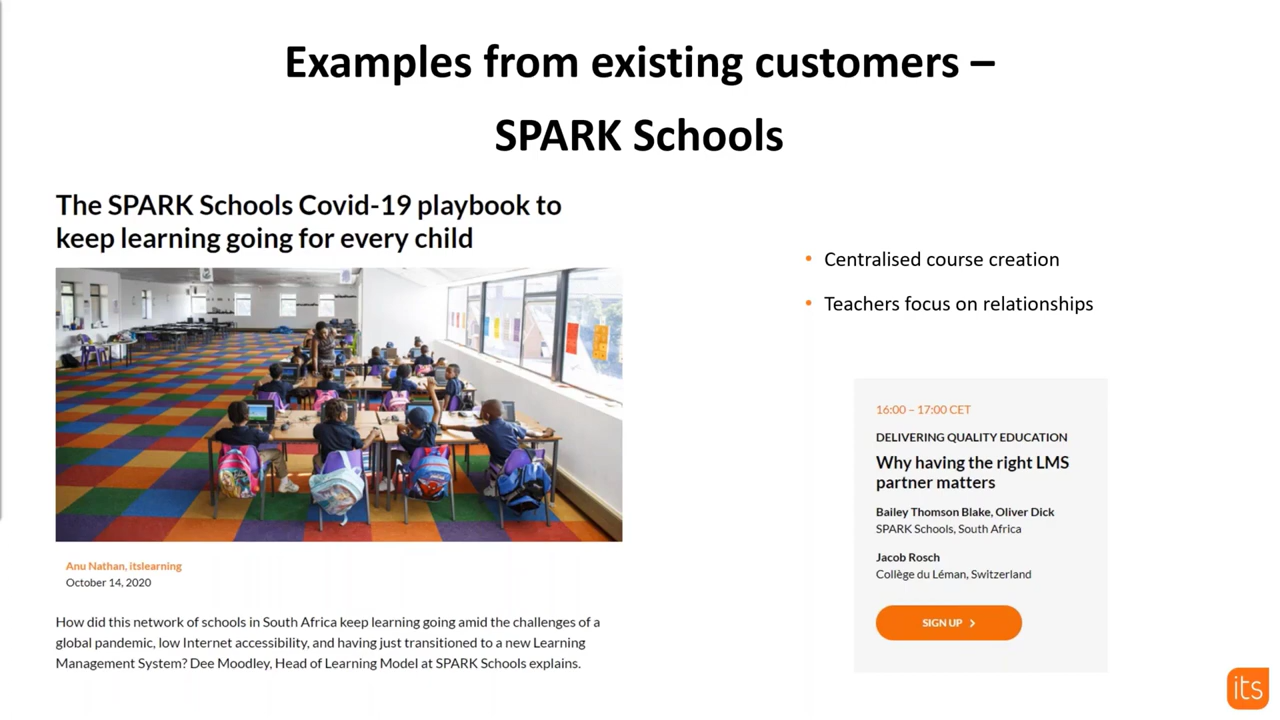 Examples from existing customers –
SPARK Schools
The SPARK Schools Covid-19 playbook to
keep learning going for every child
Anu Nathan, itslearning
October 14, 2020
How did this network of schools in South Africa keep learning going amid the challenges of a
global pandemic, low Internet accessibility, and having just transitioned to a new Learning
Management System? Dee Moodley, Head of Learning Model at SPARK Schools explains.
• Centralised course creation
• Teachers focus on relationships
16:00 – 17:00 CET
DELIVERING QUALITY EDUCATION
Why having the right LMS
partner matters
Bailey Thomson Blake, Oliver Dick
SPARK Schools, South Africa
Jacob Rosch
Collège du Léman, Switzerland
SIGN UP >
its